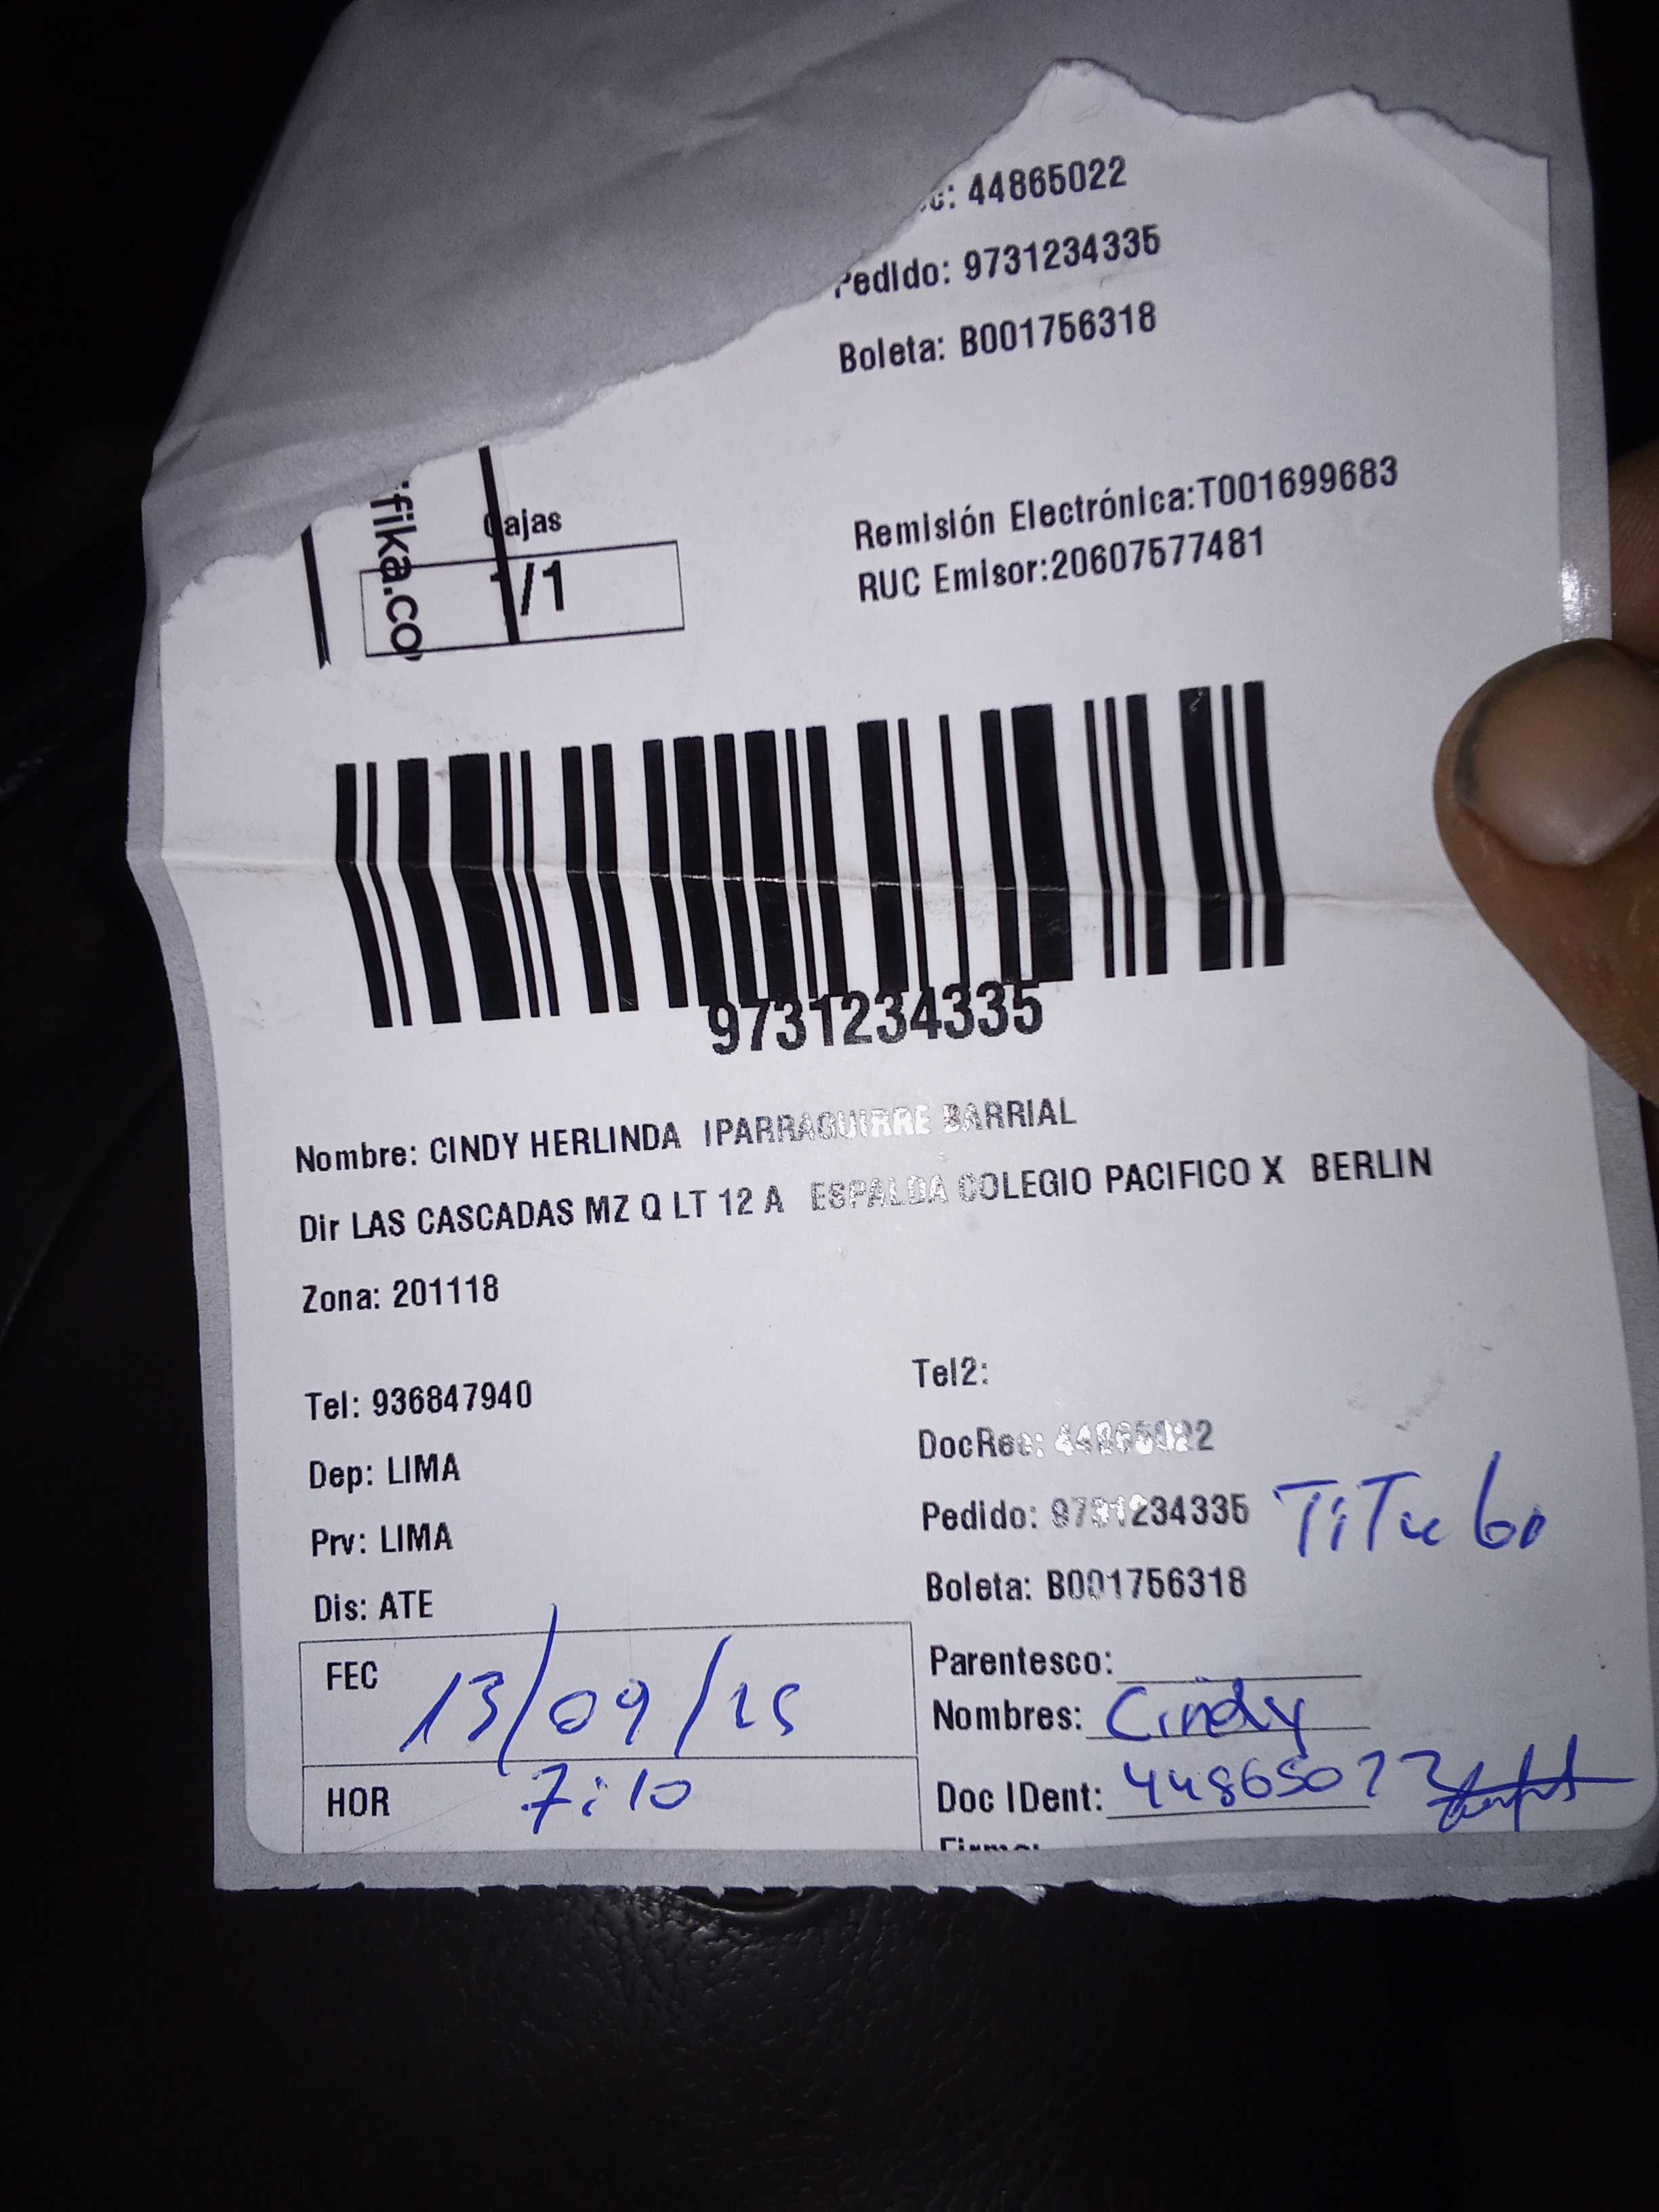 44865022
Pedido: 9731234335
Boleta: B001756318
Remisión Electrónica:T001699683
RUC Emisor:20607577481
fika.co
Cajas
1/1
9731234335
Nombre: CINDY HERLINDA IPARRAGUIRRE BARRIAL
Dir LAS CASCADAS MZ Q LT 12 A ESPALDA COLEGIO PACIFICO X BERLIN
Zona: 201118
Tel: 936847940
Tel2:
Dep: LIMA
DocRec: 44865022
Prv: LIMA
Pedido: 9731234335 TiTular
Dis: ATE
Boleta: B001756318
FEC 13/09/25
Parentesco:
Nombres: Cindy
HOR 7:10
Doc IDent: 44865022
Firma: